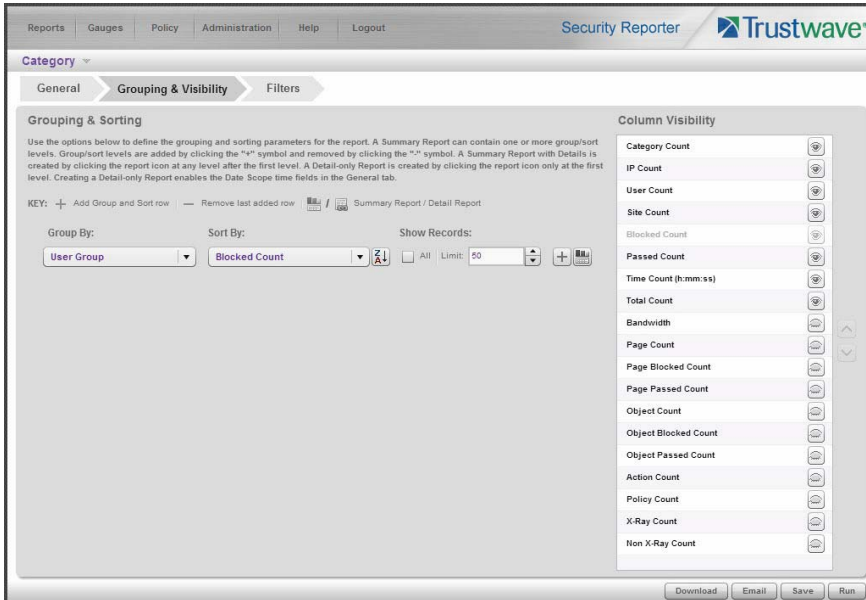 Reports Gauges Policy Administration Help Logout
Security Reporter
Trustwave
Category
General Grouping & Visibility Filters
Grouping & Sorting
Use the options below to define the grouping and sorting parameters for the report. A Summary Report can contain one or more group/sort
levels. Group/sort levels are added by clicking the "+" symbol and removed by clicking the "-" symbol. A Summary Report with Details is
created by clicking the report icon at any level after the first level. A Detail-only Report is created by clicking the report icon only at the first
level. Creating a Detail-only Report enables the Date Scope time fields in the General tab.
KEY: + Add Group and Sort row — Remove last added row / Summary Report / Detail Report
Group By: Sort By: Show Records:
User Group Blocked Count Z A All Limit: 50 +
Column Visibility
Category Count
IP Count
User Count
Site Count
Blocked Count
Passed Count
Time Count (h:mm:ss)
Total Count
Bandwidth
Page Count
Page Blocked Count
Page Passed Count
Object Count
Object Blocked Count
Object Passed Count
Action Count
Policy Count
X-Ray Count
Non X-Ray Count
Download Email Save Run